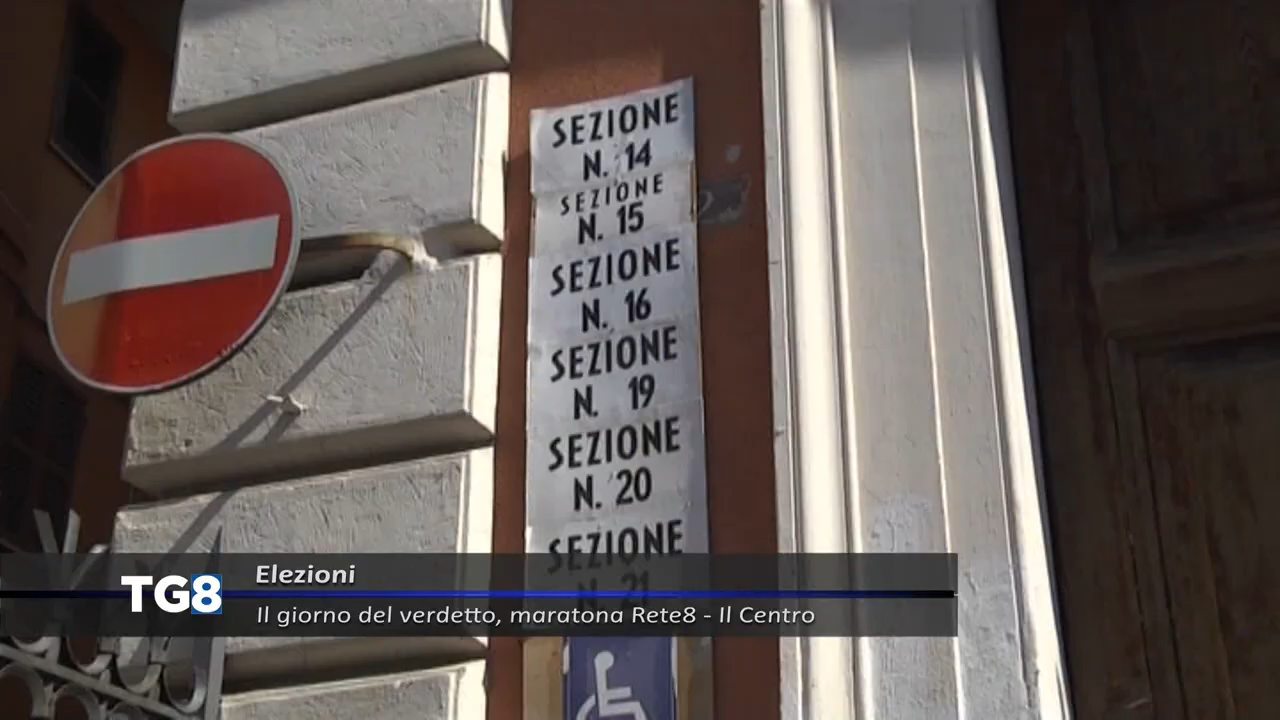 SEZIONE
N. 14
SEZIONE
N. 15
SEZIONE
N. 16
SEZIONE
N. 19
SEZIONE
N. 20
SEZIONE
N. 21
TG8
Elezioni
Il giorno del verdetto, maratona Rete8 - Il Centro